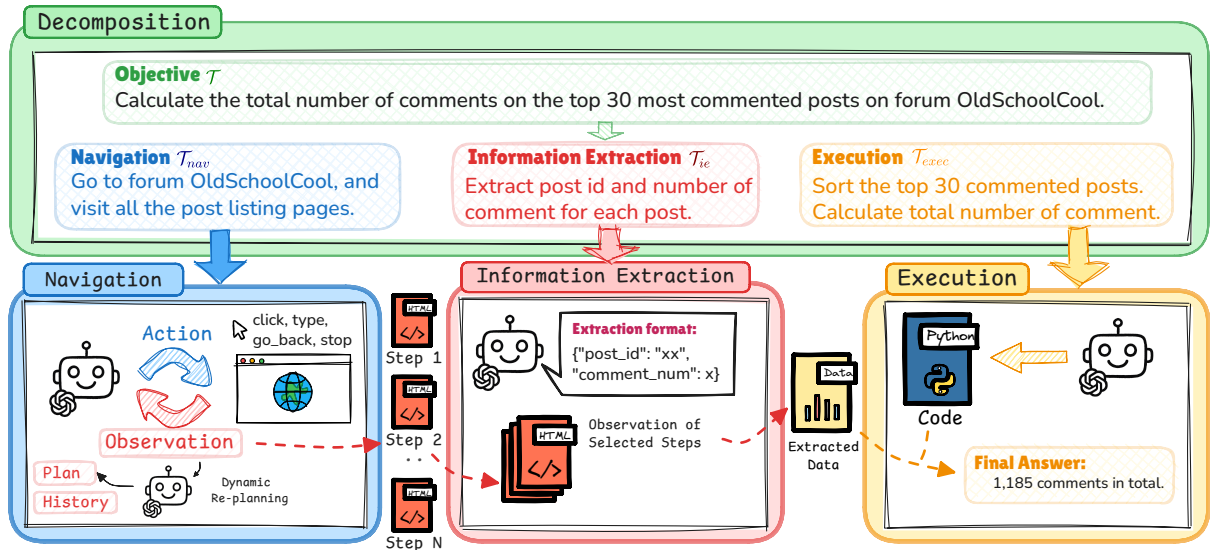 Decomposition
Objective 𝒯
Calculate the total number of comments on the top 30 most commented posts on forum OldSchoolCool.
Navigation 𝒯nav
Go to forum OldSchoolCool, and
visit all the post listing pages.
Information Extraction 𝒯ie
Extract post id and number of
comment for each post.
Execution 𝒯exec
Sort the top 30 commented posts.
Calculate total number of comment.
Navigation
Action
click, type,
go_back, stop
Observation
Plan
History
Dynamic
Re-planning
HTML
</>
Step 1
HTML
</>
Step 2
..
HTML
</>
Step N
Information Extraction
Extraction format:
{"post_id": "xx",
"comment_num": x}
HTML
</>
Observation of
Selected Steps
Data
Extracted
Data
Execution
Python
Code
Final Answer:
1,185 comments in total.